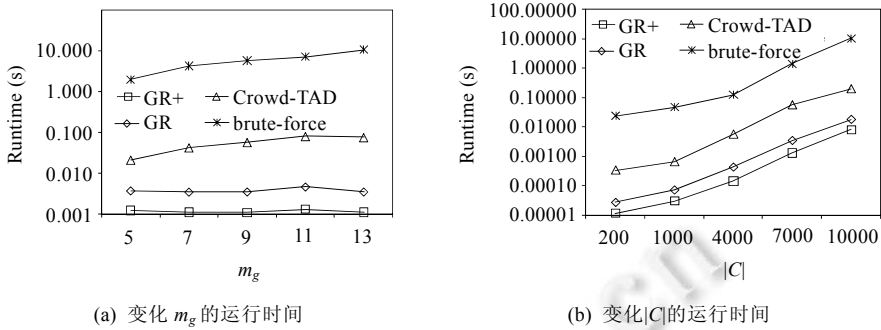 10.000
1.000
0.100
0.010
0.001
Runtime (s)
GR+
Crowd-TAD
GR
brute-force
5 7 9 11 13
m_g
(a) 变化 m_g 的运行时间
100.00000
10.00000
1.00000
0.10000
0.01000
0.00100
0.00010
0.00001
Runtime (s)
GR+
Crowd-TAD
GR
brute-force
200 1000 4000 7000 10000
|C|
(b) 变化|C|的运行时间